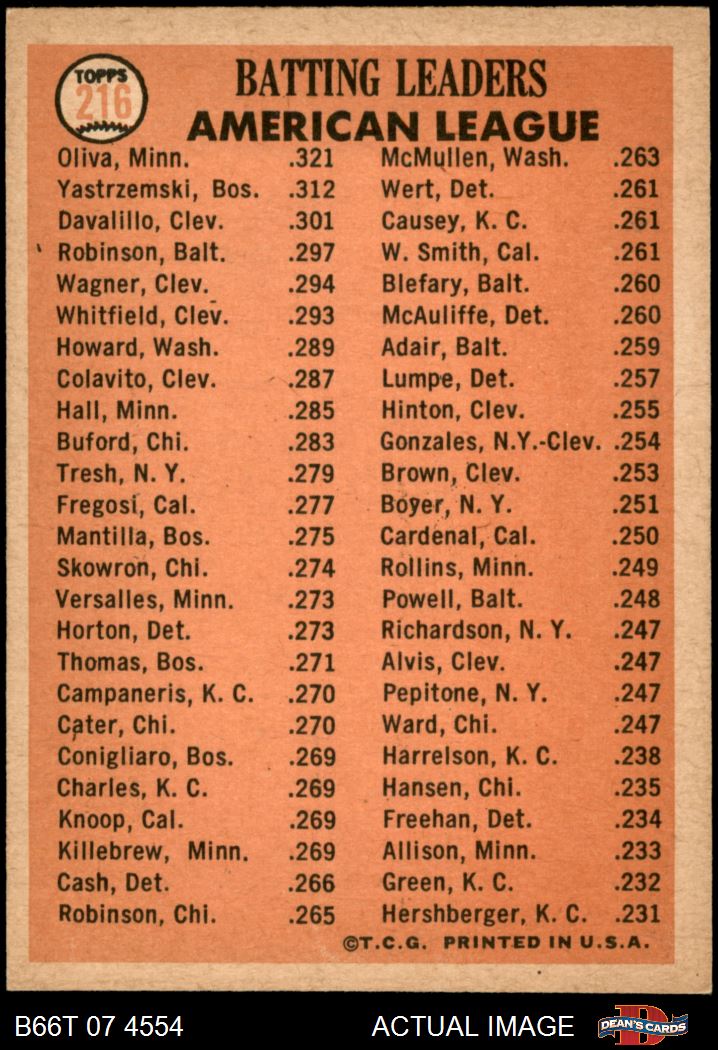 TOPPS
216
BATTING LEADERS
AMERICAN LEAGUE
Oliva, Minn. .321
Yastrzemski, Bos. .312
Davalillo, Clev. .301
Robinson, Balt. .297
Wagner, Clev. .294
Whitfield, Clev. .293
Howard, Wash. .289
Colavito, Clev. .287
Hall, Minn. .285
Buford, Chi. .283
Tresh, N. Y. .279
Fregosi, Cal. .277
Mantilla, Bos. .275
Skowron, Chi. .274
Versalles, Minn. .273
Horton, Det. .273
Thomas, Bos. .271
Campaneris, K. C. .270
Cater, Chi. .270
Conigliaro, Bos. .269
Charles, K. C. .269
Knoop, Cal. .269
Killebrew, Minn. .269
Cash, Det. .266
Robinson, Chi. .265
McMullen, Wash. .263
Wert, Det. .261
Causey, K. C. .261
W. Smith, Cal. .261
Blefary, Balt. .260
McAuliffe, Det. .260
Adair, Balt. .259
Lumpe, Det. .257
Hinton, Clev. .255
Gonzales, N.Y.-Clev. .254
Brown, Clev. .253
Boyer, N. Y. .251
Cardenal, Cal. .250
Rollins, Minn. .249
Powell, Balt. .248
Richardson, N. Y. .247
Alvis, Clev. .247
Pepitone, N. Y. .247
Ward, Chi. .247
Harrelson, K. C. .238
Hansen, Chi. .235
Freehan, Det. .234
Allison, Minn. .233
Green, K. C. .232
Hershberger, K. C. .231
©T.C.G. PRINTED IN U.S.A.
B66T 07 4554 ACTUAL IMAGE
D
DEAN'S CARDS